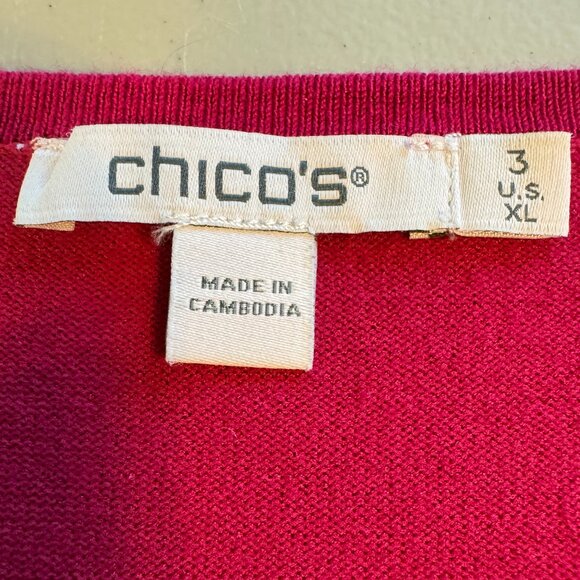 chico's®
3
U.S.
XL
MADE IN
CAMBODIA